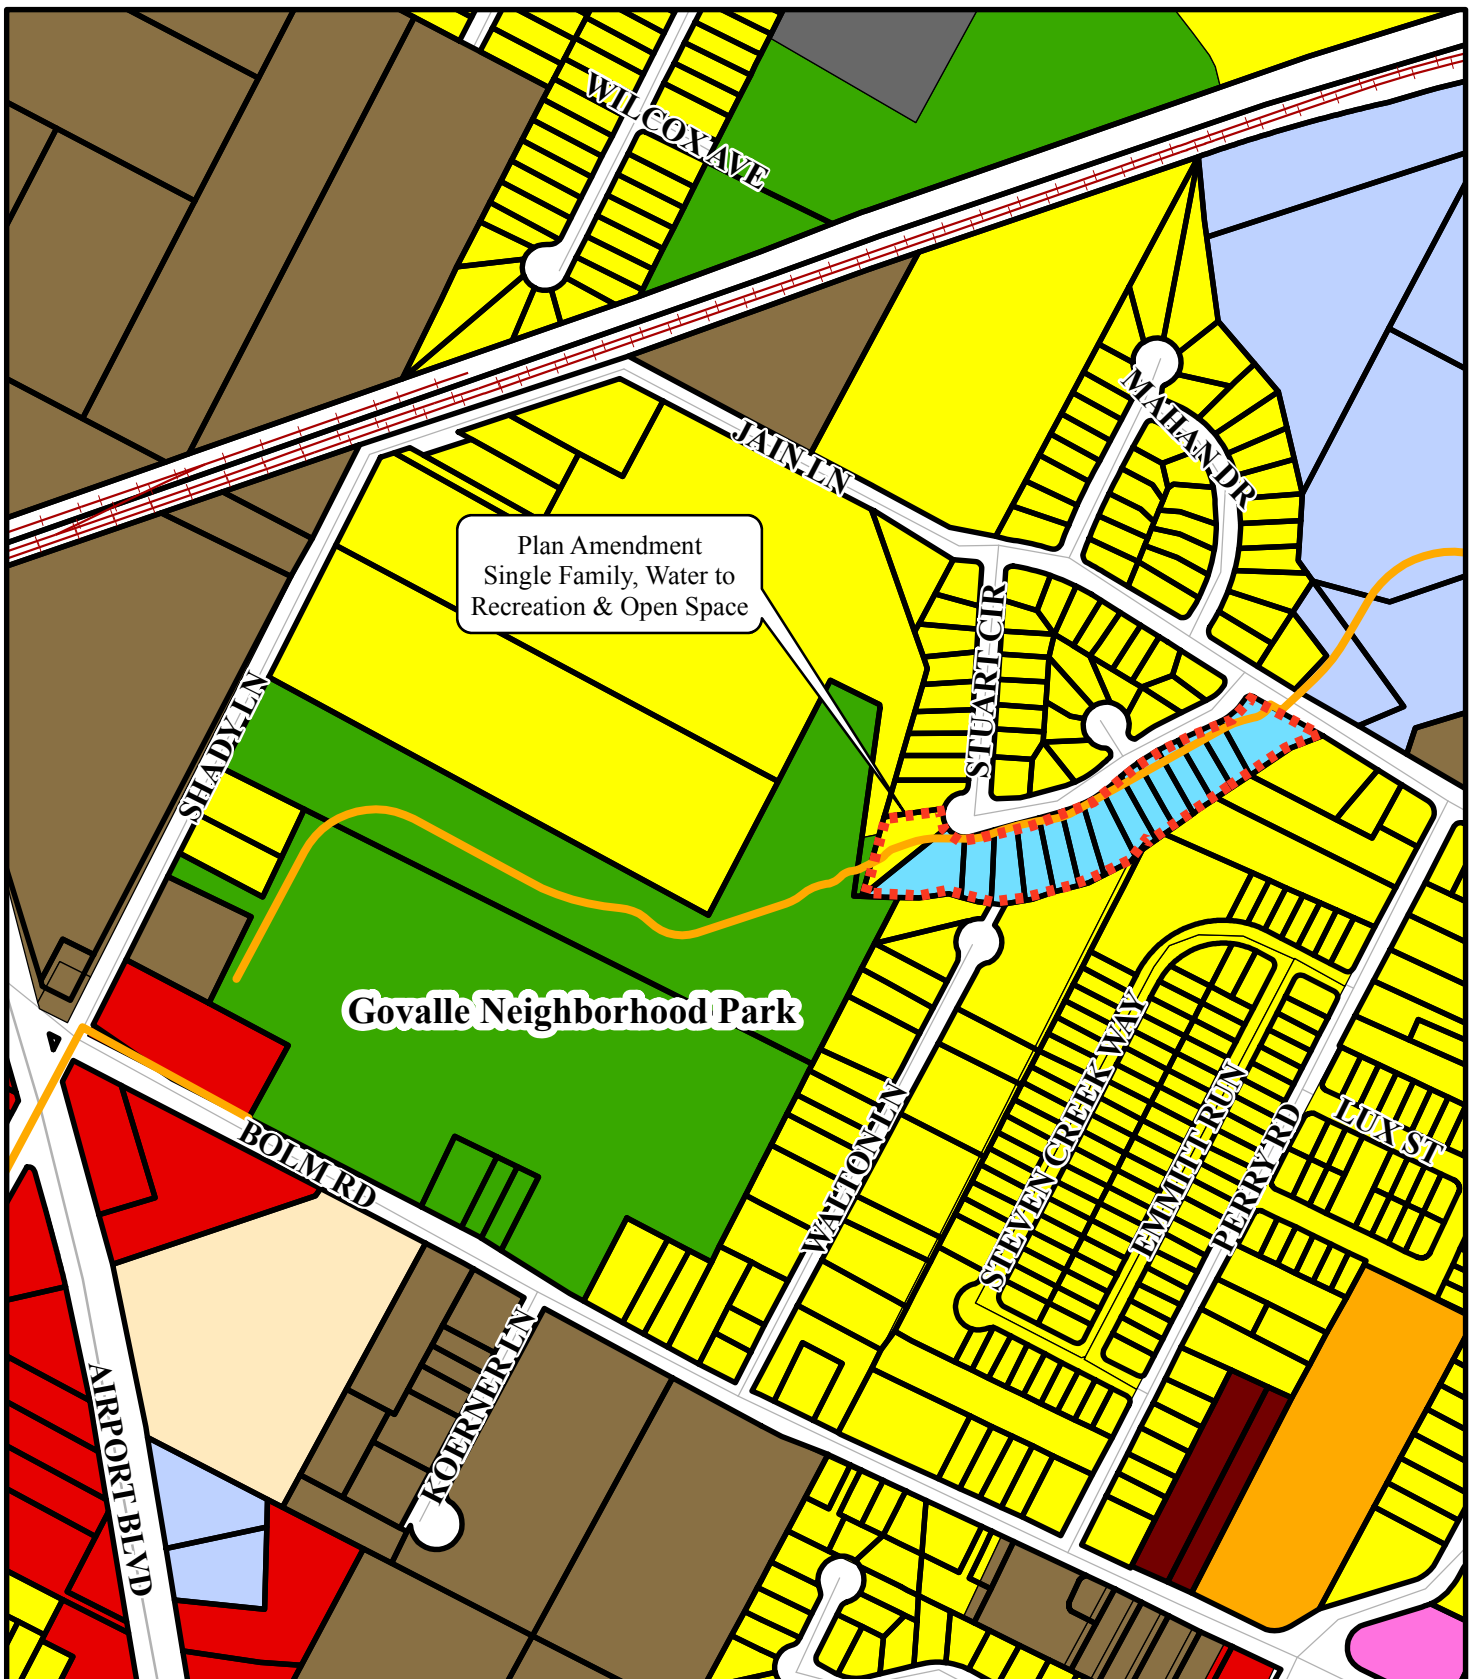 WILCOX AVE
MAHAN DR
JAIN LN
Plan Amendment
Single Family, Water to
Recreation & Open Space
STUART CIR
SHADY LN
Govalle Neighborhood Park
STEVEN CREEK WAY
EMMITT RUN
PERRY RD
LUX ST
WALTON LN
BOLM RD
KOERNER LN
AIRPORT BLVD